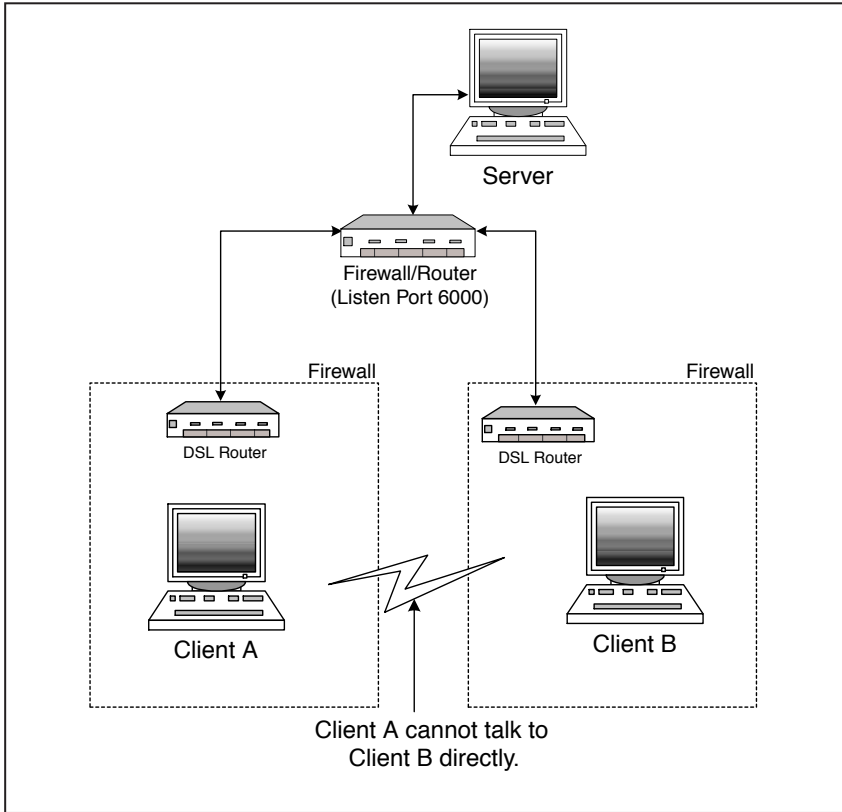 Server
Firewall/Router
(Listen Port 6000)
Firewall
Firewall
DSL Router
DSL Router
Client A
Client B
Client A cannot talk to
Client B directly.